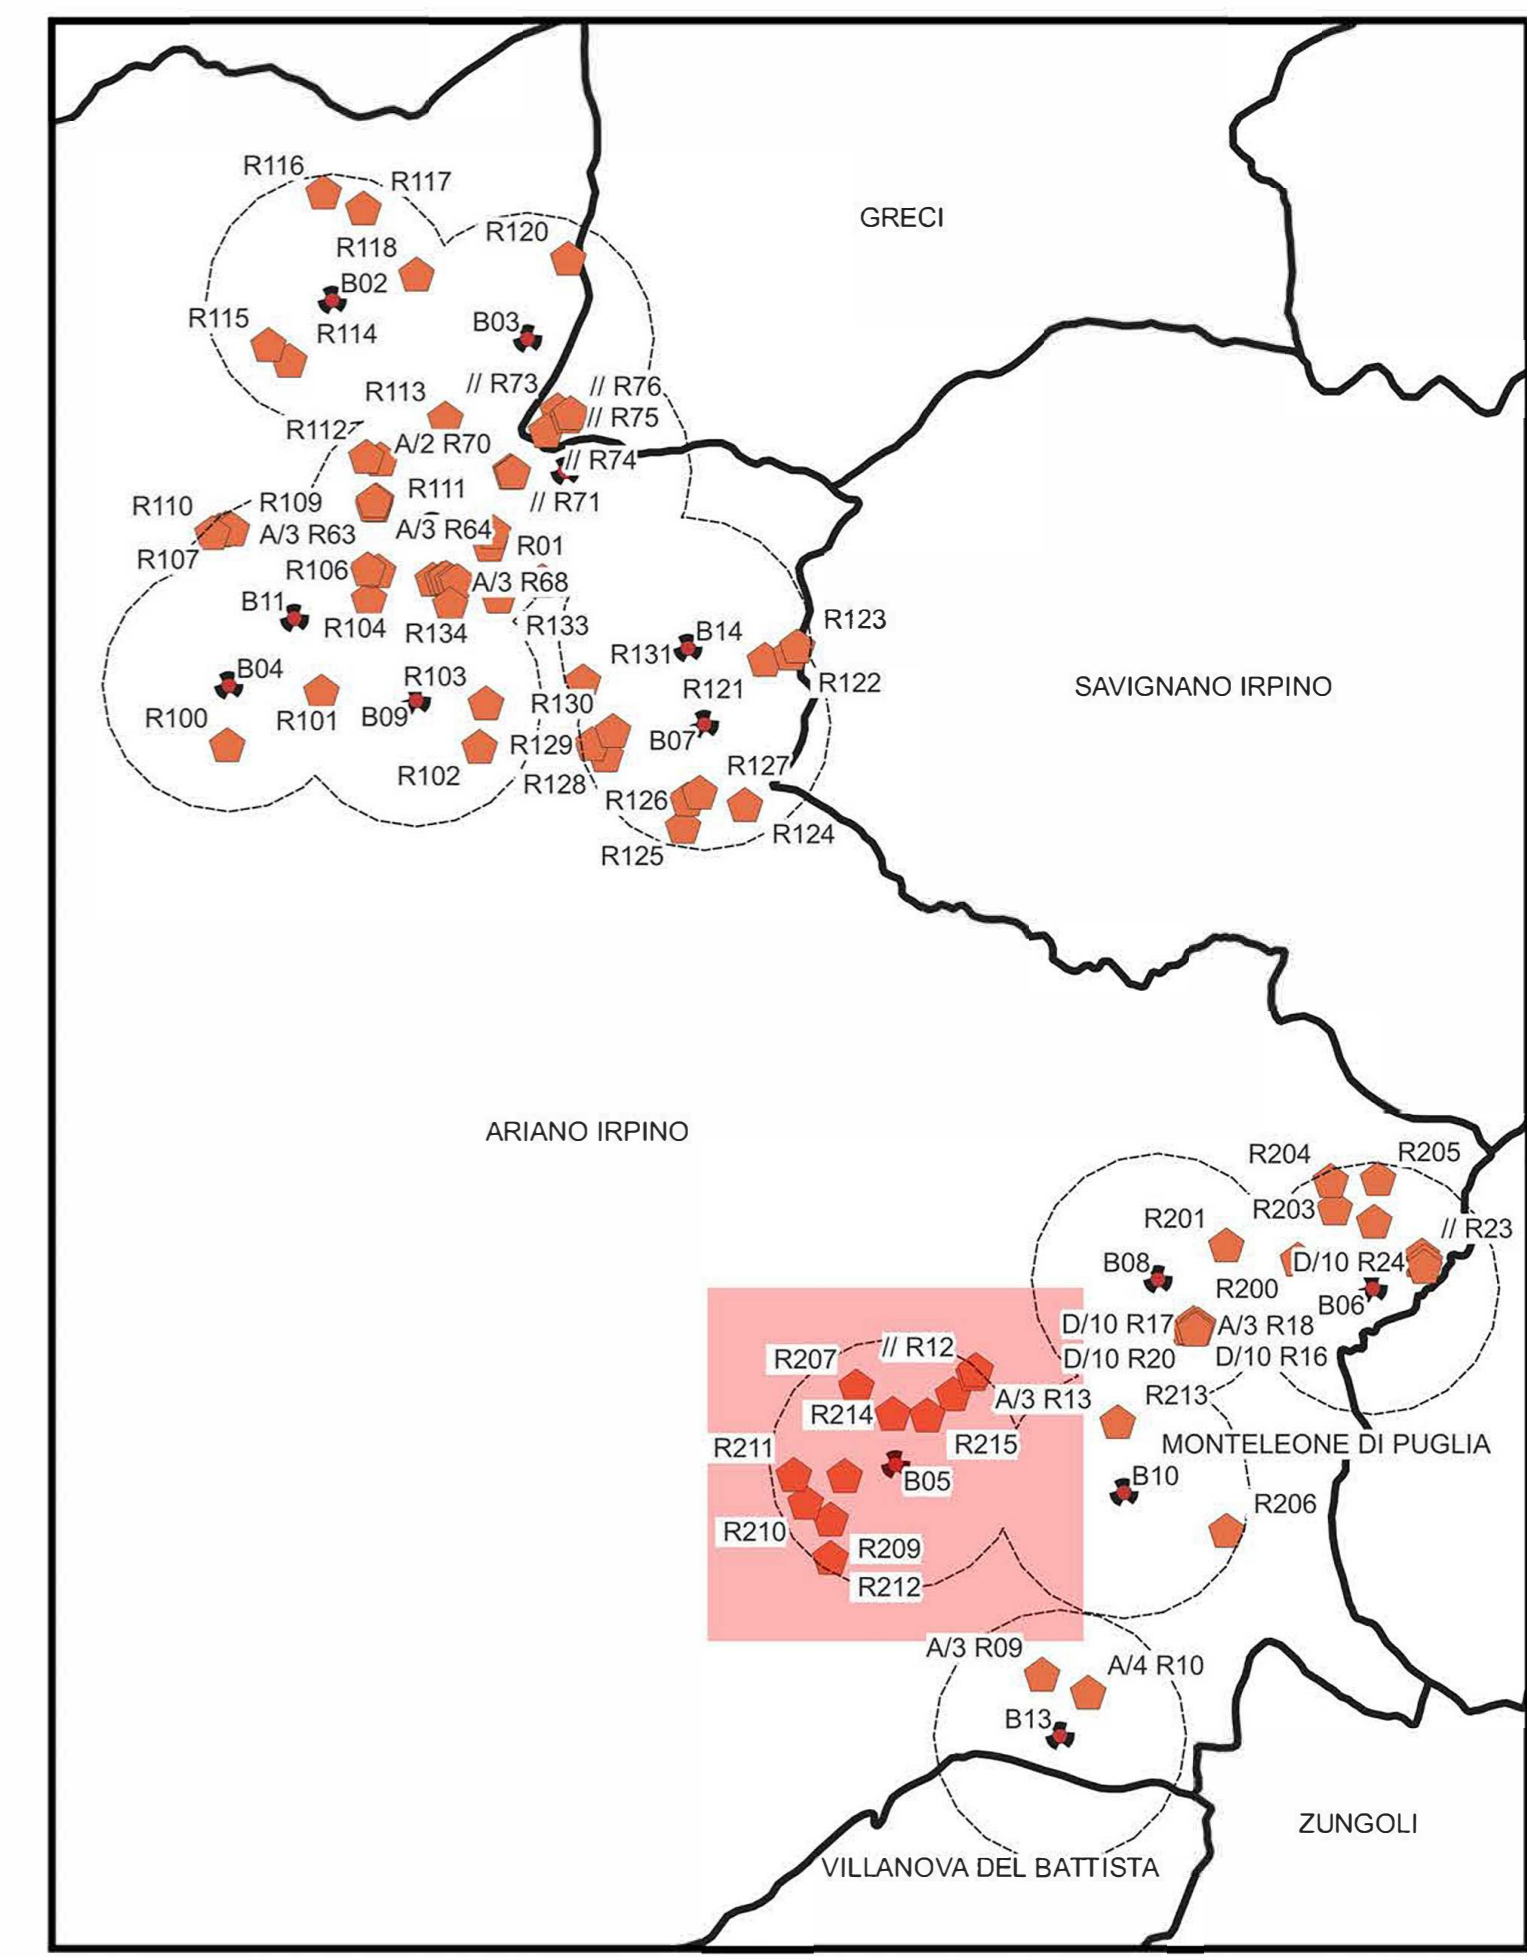 R116
R117
GRECI
R120
R118
B02
R115
R114
B03
// R73
// R76
R113
// R75
R112
A/2 R70
// R74
R111
R109
// R71
R110
A/3 R63
A/3 R64
R01
R107
R106
A/3 R68
B11
R104
R134
R133
R123
B14
R131
B04
R103
R121
R122
SAVIGNANO IRPINO
R130
R100
R101
B09
B07
R129
R102
R128
R127
R126
R124
R125
ARIANO IRPINO
R204
R205
R203
R201
// R23
B08
D/10 R24
R200
B06
D/10 R17
A/3 R18
// R12
R207
D/10 R20
D/10 R16
A/3 R13
R213
R214
R211
R215
MONTELEONE DI PUGLIA
B05
B10
R206
R210
R209
R212
A/3 R09
A/4 R10
B13
ZUNGOLI
VILLANOVA DEL BATTISTA